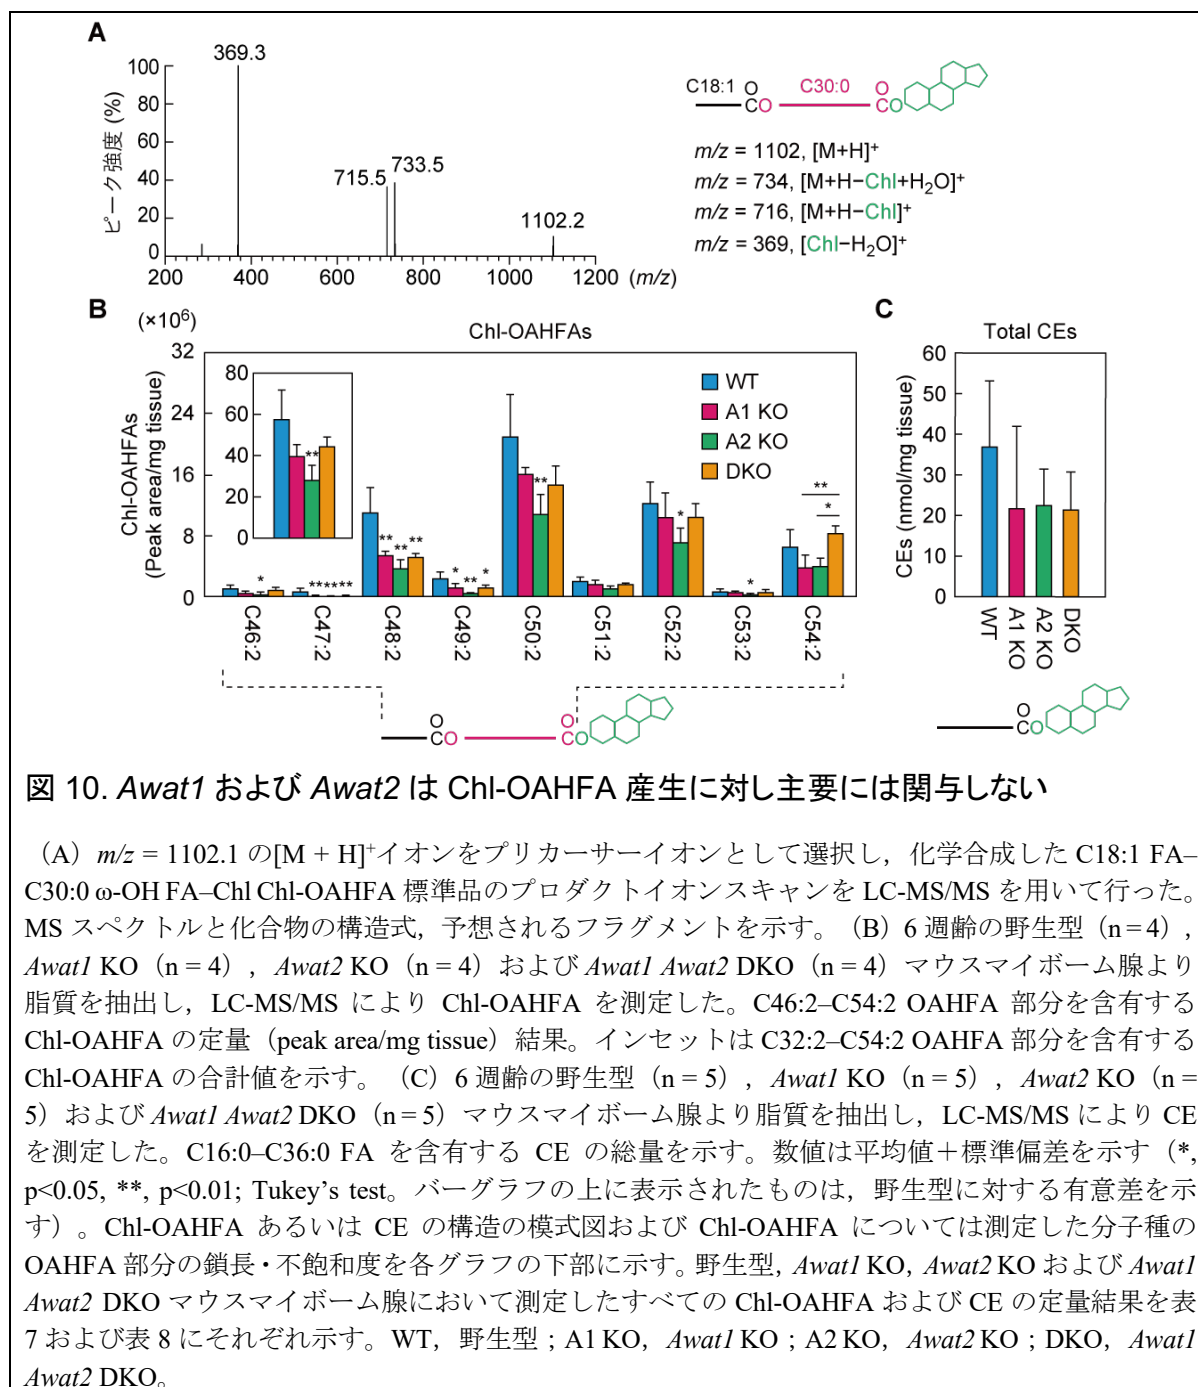 A
369.3
100
80
60
40
20
0
ピーク強度 (%)
715.5
733.5
1102.2
200
400
600
800
1000
1200
(m/z)
C18:1
O
CO
C30:0
O
CO
m/z = 1102, [M+H]⁺
m/z = 734, [M+H−Chl+H₂O]⁺
m/z = 716, [M+H−Chl]⁺
m/z = 369, [Chl−H₂O]⁺
B
(×10⁶)
Chl-OAHFAs
Chl-OAHFAs
(Peak area/mg tissue)
32
24
16
8
0
80
60
40
20
0
**
WT
A1 KO
A2 KO
DKO
*
** ** **
** ** **
* ** *
**
*
*
**
*
C46:2
C47:2
C48:2
C49:2
C50:2
C51:2
C52:2
C53:2
C54:2
O
CO
O
CO
C
Total CEs
CEs (nmol/mg tissue)
60
50
40
30
20
10
0
WT
A1 KO
A2 KO
DKO
O
CO
図 10. Awat1 および Awat2 は Chl-OAHFA 産生に対し主要には関与しない
（A）m/z = 1102.1 の[M + H]⁺イオンをプリカーサーイオンとして選択し，化学合成した C18:1 FA–
C30:0 ω-OH FA–Chl Chl-OAHFA 標準品のプロダクトイオンスキャンを LC-MS/MS を用いて行った。
MS スペクトルと化合物の構造式，予想されるフラグメントを示す。（B）6 週齢の野生型（n = 4），
Awat1 KO（n = 4），Awat2 KO（n = 4）および Awat1 Awat2 DKO（n = 4）マウスマイボーム腺より
脂質を抽出し，LC-MS/MS により Chl-OAHFA を測定した。C46:2–C54:2 OAHFA 部分を含有する
Chl-OAHFA の定量（peak area/mg tissue）結果。インセットは C32:2–C54:2 OAHFA 部分を含有する
Chl-OAHFA の合計値を示す。（C）6 週齢の野生型（n = 5），Awat1 KO（n = 5），Awat2 KO（n =
5）および Awat1 Awat2 DKO（n = 5）マウスマイボーム腺より脂質を抽出し，LC-MS/MS により CE
を測定した。C16:0–C36:0 FA を含有する CE の総量を示す。数値は平均値＋標準偏差を示す（*,
p<0.05, **, p<0.01; Tukey’s test。バーグラフの上に表示されたものは，野生型に対する有意差を示
す）。Chl-OAHFA あるいは CE の構造の模式図および Chl-OAHFA については測定した分子種の
OAHFA 部分の鎖長・不飽和度を各グラフの下部に示す。野生型，Awat1 KO，Awat2 KO および Awat1
Awat2 DKO マウスマイボーム腺において測定したすべての Chl-OAHFA および CE の定量結果を表
7 および表 8 にそれぞれ示す。WT，野生型；A1 KO，Awat1 KO；A2 KO，Awat2 KO；DKO，Awat1
Awat2 DKO。